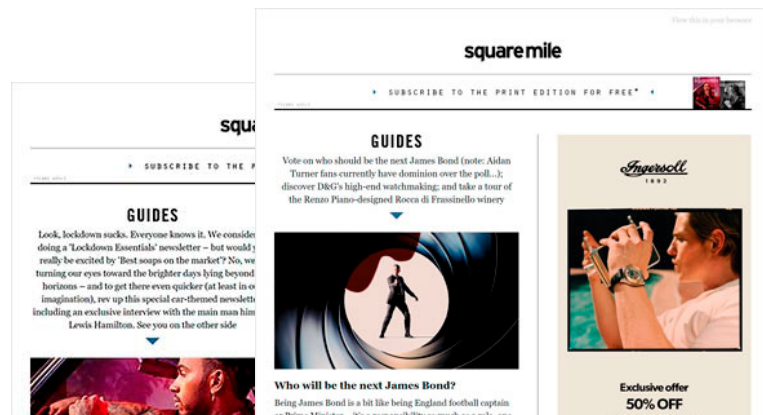 View this in your browser
square mile
SUBSCRIBE TO THE PRINT EDITION FOR FREE*
GUIDES
Vote on who should be the next James Bond (note: Aidan
Turner fans currently have dominion over the poll...);
discover D&G's high-end watchmaking; and take a tour of
the Renzo Piano-designed Rocca di Frassinello winery
Who will be the next James Bond?
Being James Bond is a bit like being England football captain
Ingersoll
1892
Exclusive offer
50% OFF
squa
SUBSCRIBE TO THE
GUIDES
Look, lockdown sucks. Everyone knows it. We conside
doing a 'Lockdown Essentials' newsletter – but would y
really be excited by 'Best soaps on the market'? No, we
turning our eyes toward the brighter days lying beyond
horizons – and to get there even quicker (at least in o
imagination), rev up this special car-themed newslette
including an exclusive interview with the main man him
Lewis Hamilton. See you on the other side